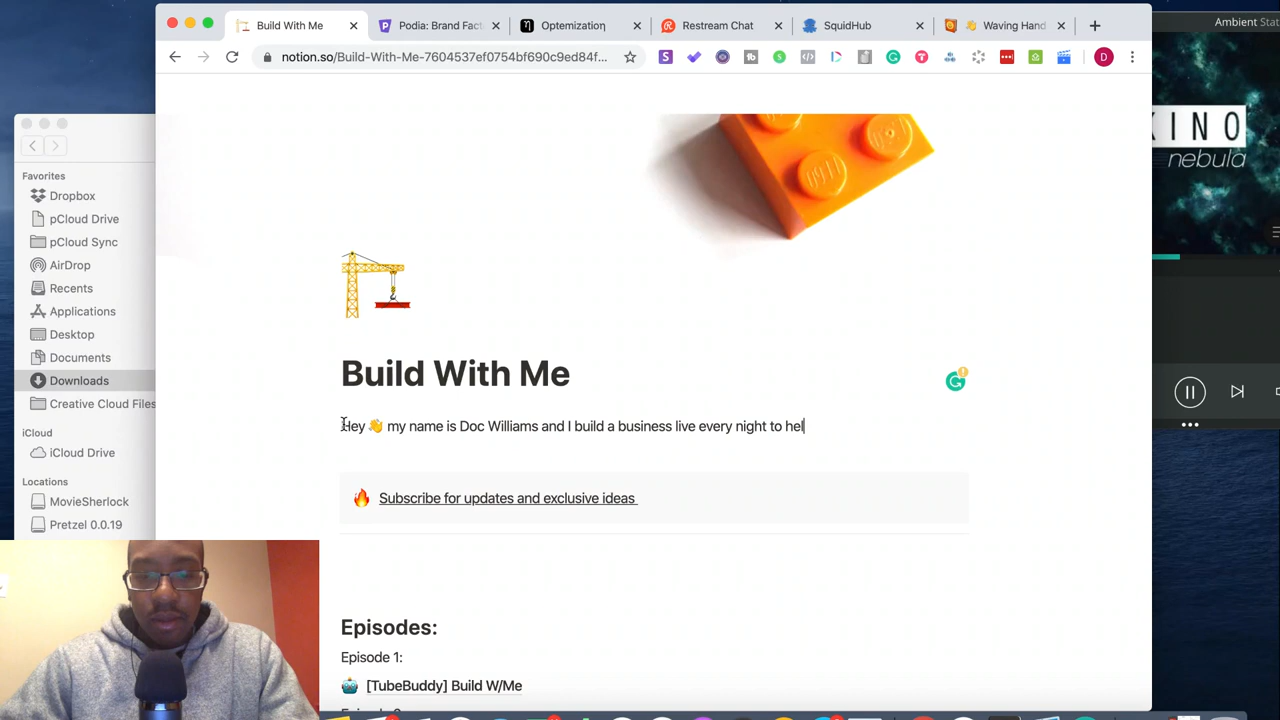 Build With Me
Podia: Brand Fact
Optemization
Restream Chat
SquidHub
Waving Hand
Ambient Stat
notion.so/Build-With-Me-7604537ef0754bf690c9ed84f...
D
KINO
nebula
Favorites
Dropbox
pCloud Drive
pCloud Sync
AirDrop
Recents
Applications
Desktop
Documents
Downloads
Creative Cloud Files
iCloud
iCloud Drive
Locations
MovieSherlock
Pretzel 0.0.19
Build With Me
Hey 👋 my name is Doc Williams and I build a business live every night to hel
🔥 Subscribe for updates and exclusive ideas
Episodes:
Episode 1:
[TubeBuddy] Build W/Me